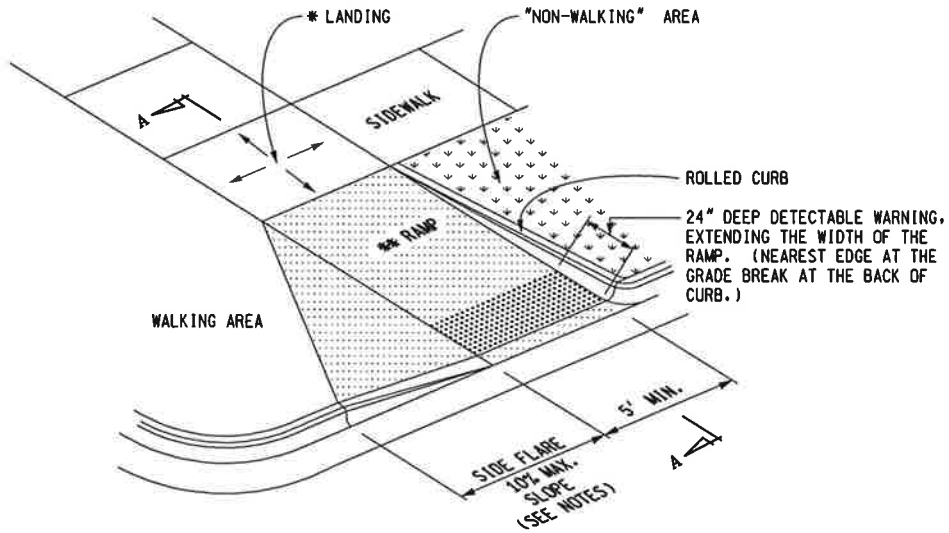 * LANDING
"NON-WALKING" AREA
A
SIDEWALK
ROLLED CURB
24" DEEP DETECTABLE WARNING,
EXTENDING THE WIDTH OF THE
RAMP. (NEAREST EDGE AT THE
GRADE BREAK AT THE BACK OF
CURB.)
** RAMP
WALKING AREA
5' MIN.
SIDE FLARE
10% MAX.
SLOPE
(SEE NOTES)
A